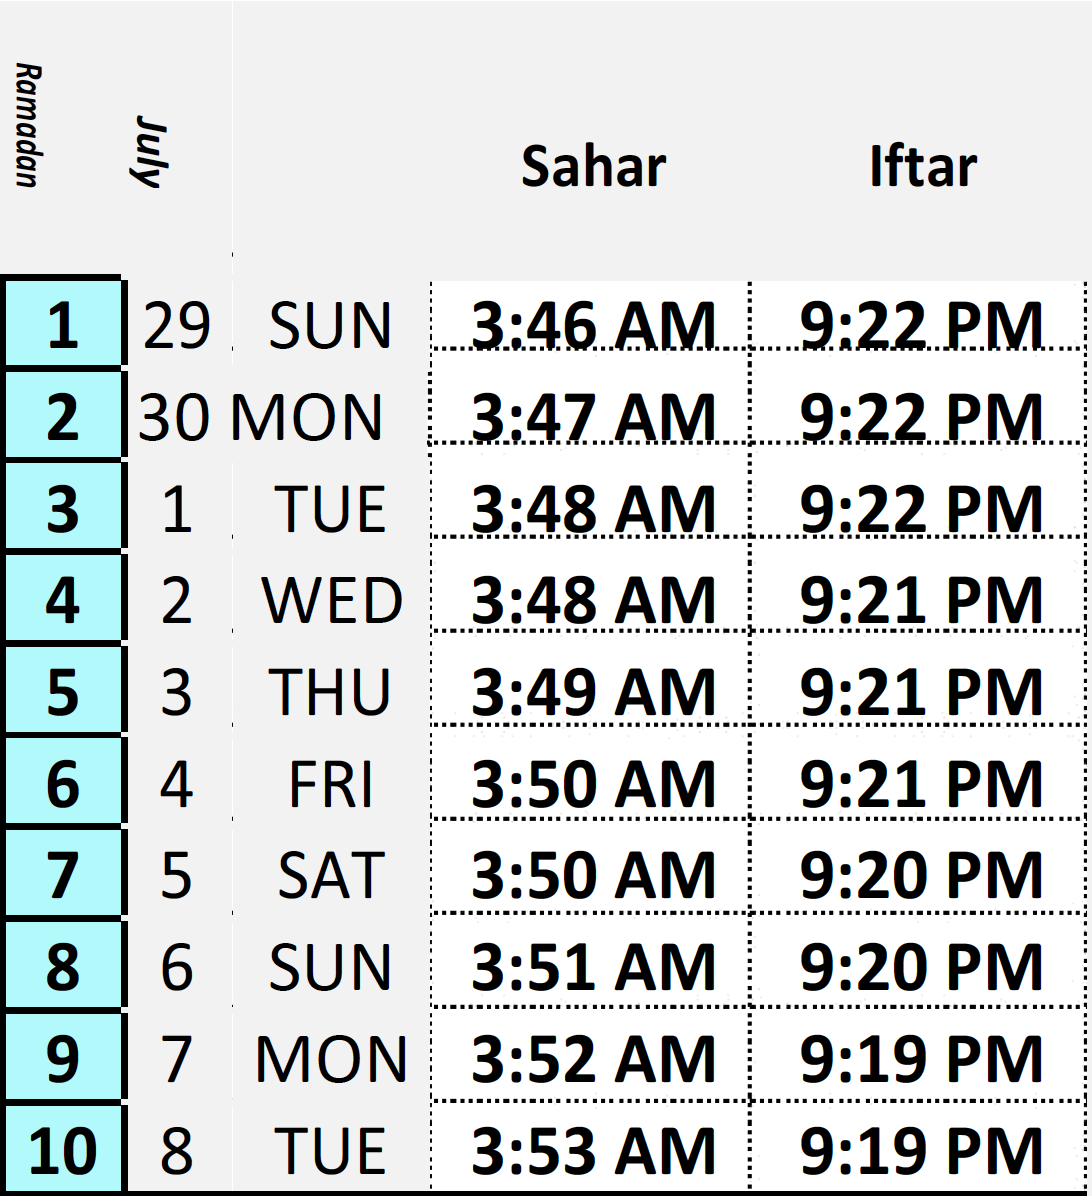 Ramadan July Sahar Iftar
1 29 SUN 3:46 AM 9:22 PM
2 30 MON 3:47 AM 9:22 PM
3 1 TUE 3:48 AM 9:22 PM
4 2 WED 3:48 AM 9:21 PM
5 3 THU 3:49 AM 9:21 PM
6 4 FRI 3:50 AM 9:21 PM
7 5 SAT 3:50 AM 9:20 PM
8 6 SUN 3:51 AM 9:20 PM
9 7 MON 3:52 AM 9:19 PM
10 8 TUE 3:53 AM 9:19 PM